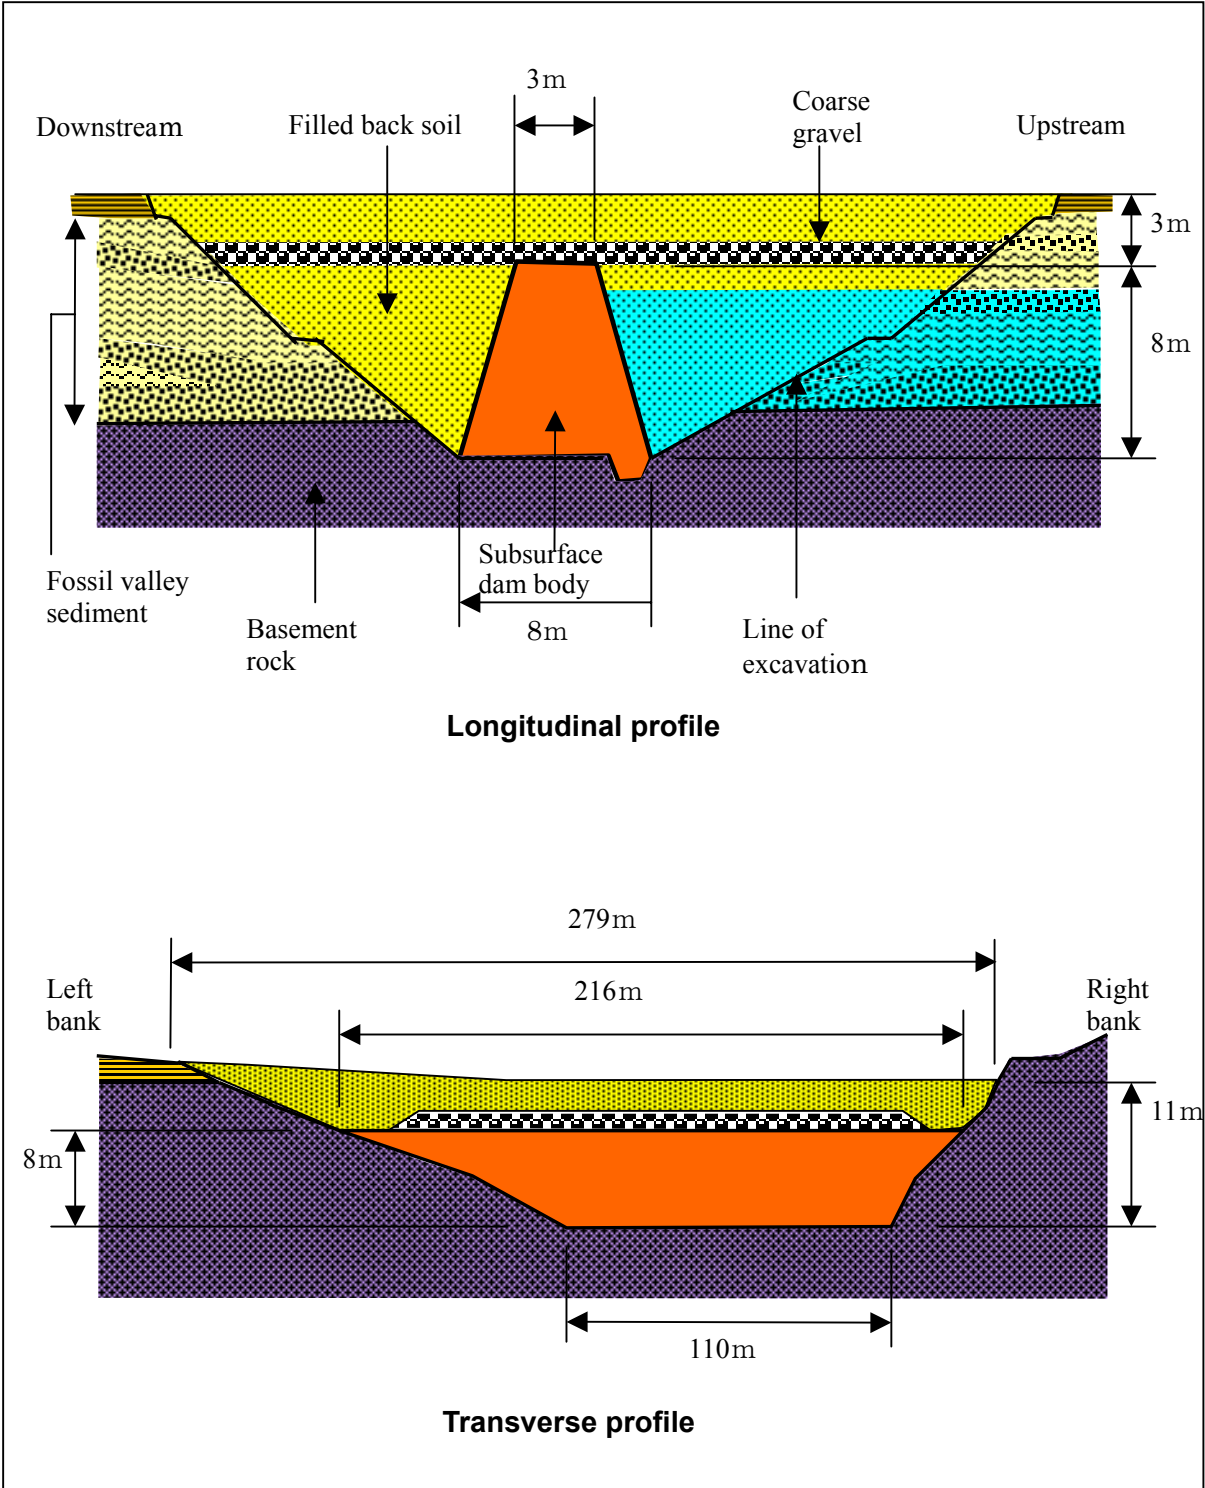 3m
Coarse
gravel
Downstream
Filled back soil
Upstream
3m
8m
Subsurface
dam body
Fossil valley
sediment
Basement
rock
8m
Line of
excavation
Longitudinal profile
279m
Left
bank
216m
Right
bank
11m
8m
110m
Transverse profile